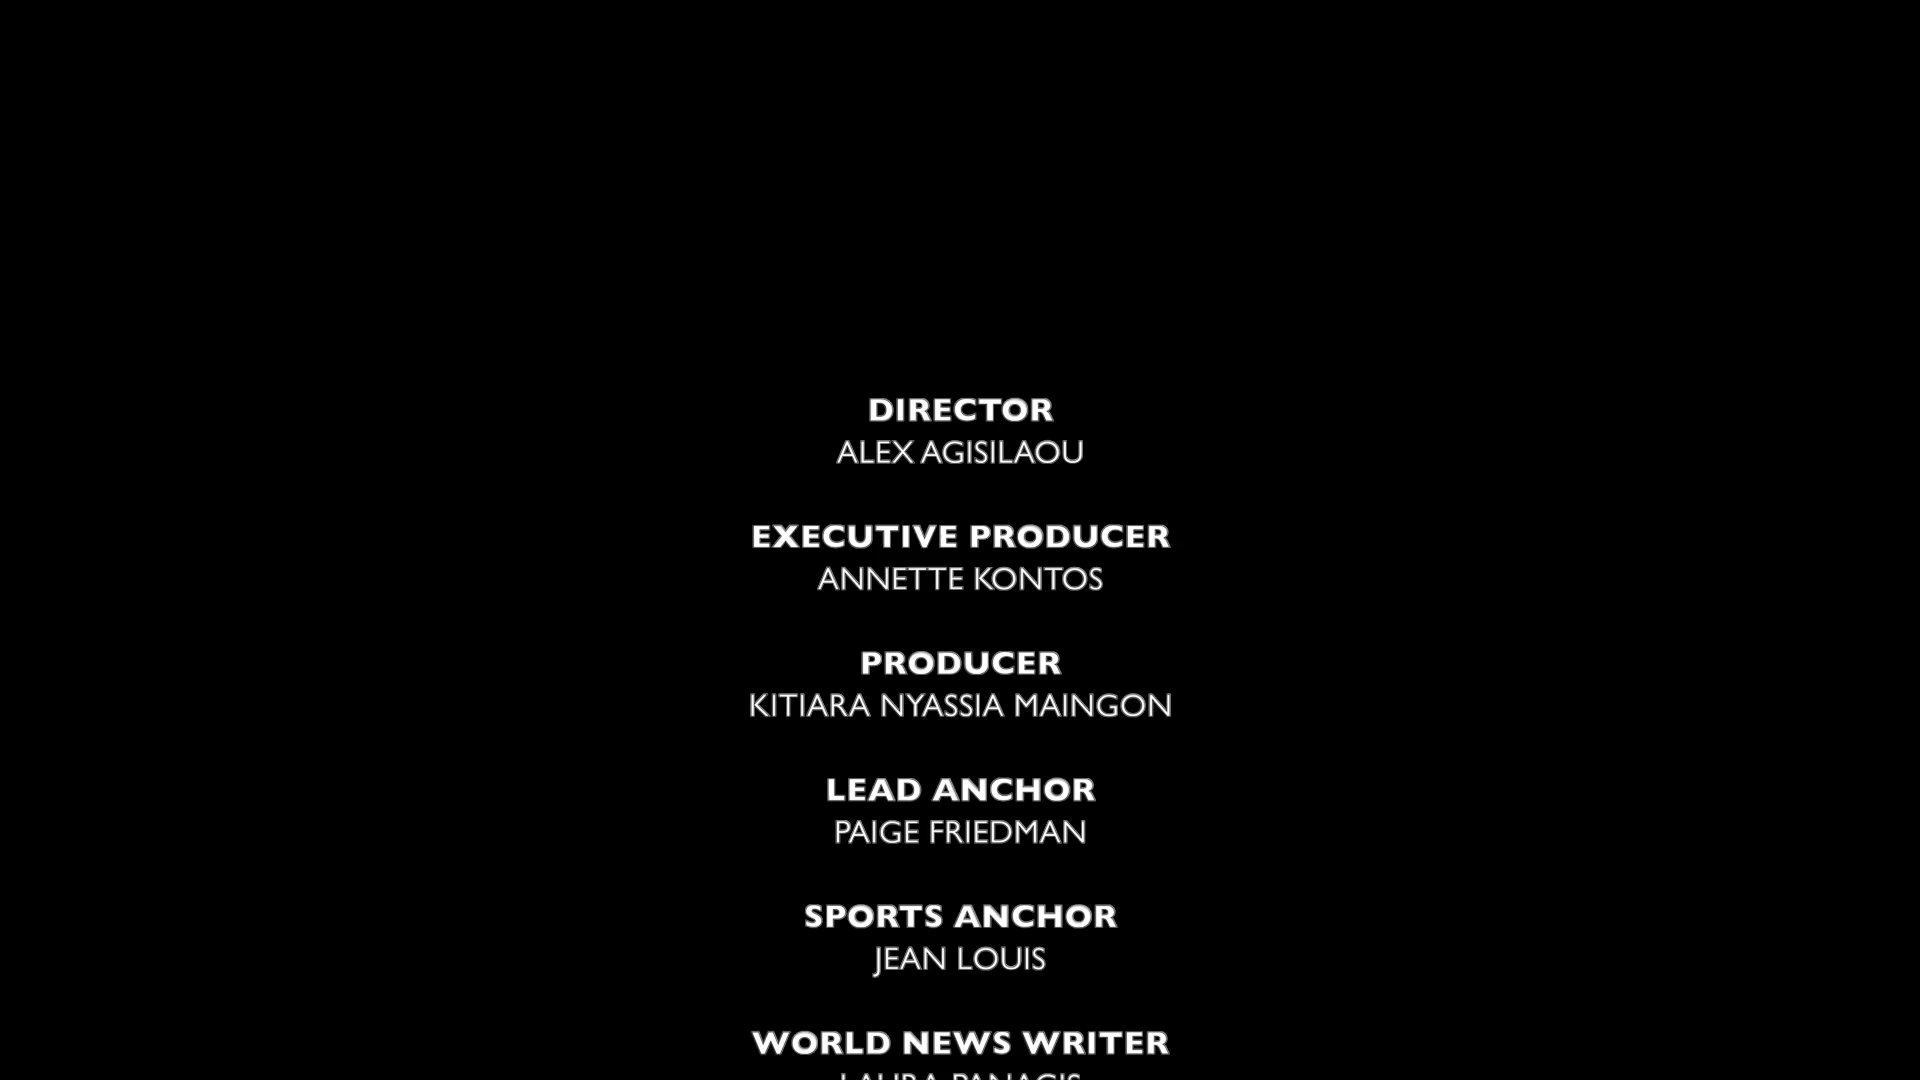 DIRECTOR
ALEX AGISILAOU
EXECUTIVE PRODUCER
ANNETTE KONTOS
PRODUCER
KITIARA NYASSIA MAINGON
LEAD ANCHOR
PAIGE FRIEDMAN
SPORTS ANCHOR
JEAN LOUIS
WORLD NEWS WRITER